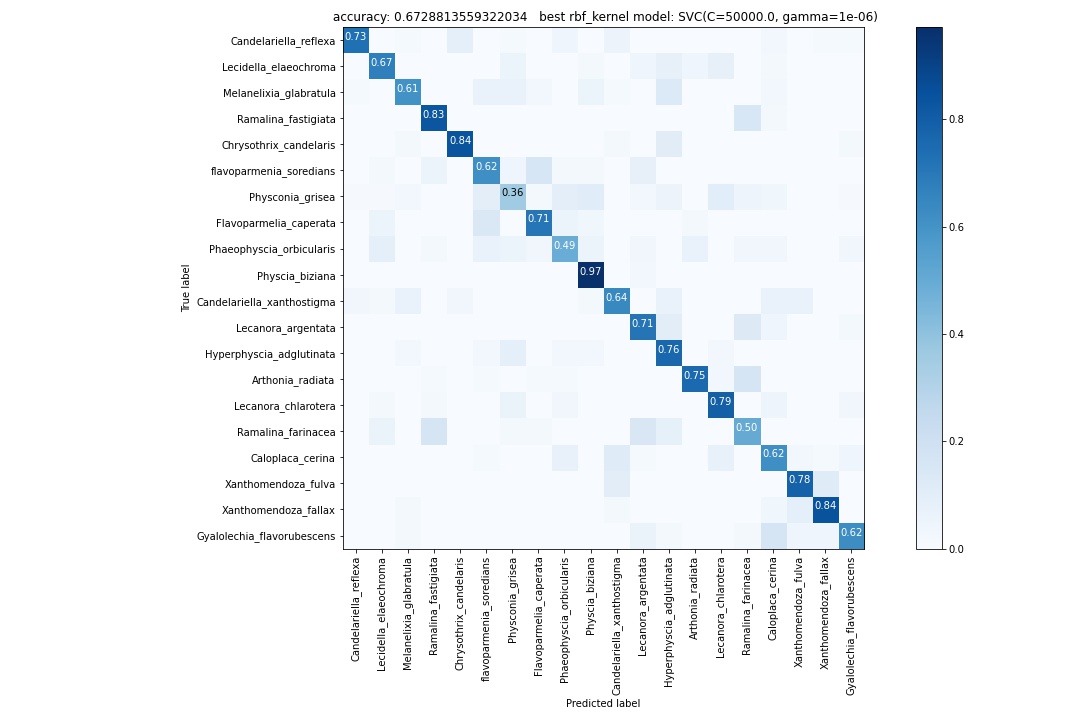 accuracy: 0.6728813559322034   best rbf_kernel model: SVC(C=50000.0, gamma=1e-06)
Candelariella_reflexa
Lecidella_elaeochroma
Melanelixia_glabratula
Ramalina_fastigiata
Chrysothrix_candelaris
flavoparmenia_soredians
Physconia_grisea
Flavoparmelia_caperata
Phaeophyscia_orbicularis
Physcia_biziana
Candelariella_xanthostigma
Lecanora_argentata
Hyperphyscia_adglutinata
Arthonia_radiata
Lecanora_chlarotera
Ramalina_farinacea
Caloplaca_cerina
Xanthomendoza_fulva
Xanthomendoza_fallax
Gyalolechia_flavorubescens
True label
0.73
0.67
0.61
0.83
0.84
0.62
0.36
0.71
0.49
0.97
0.64
0.71
0.76
0.75
0.79
0.50
0.62
0.78
0.84
0.62
Candelariella_reflexa
Lecidella_elaeochroma
Melanelixia_glabratula
Ramalina_fastigiata
Chrysothrix_candelaris
flavoparmenia_soredians
Physconia_grisea
Flavoparmelia_caperata
Phaeophyscia_orbicularis
Physcia_biziana
Candelariella_xanthostigma
Lecanora_argentata
Hyperphyscia_adglutinata
Arthonia_radiata
Lecanora_chlarotera
Ramalina_farinacea
Caloplaca_cerina
Xanthomendoza_fulva
Xanthomendoza_fallax
Gyalolechia_flavorubescens
Predicted label
0.8
0.6
0.4
0.2
0.0